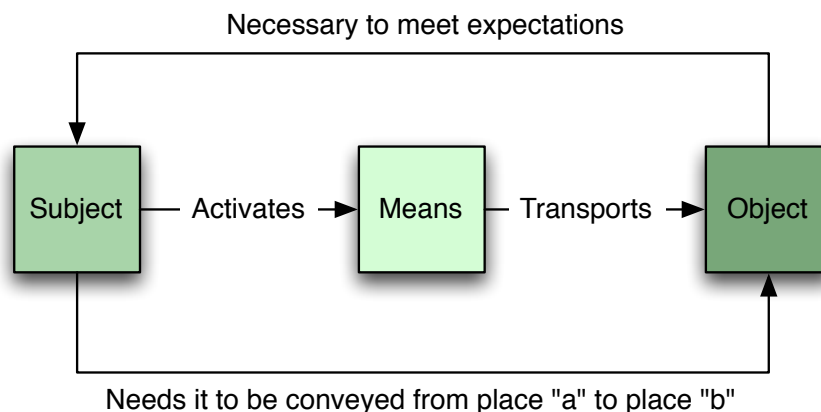 Necessary to meet expectations
Subject
Activates
Means
Transports
Object
Needs it to be conveyed from place "a" to place "b"